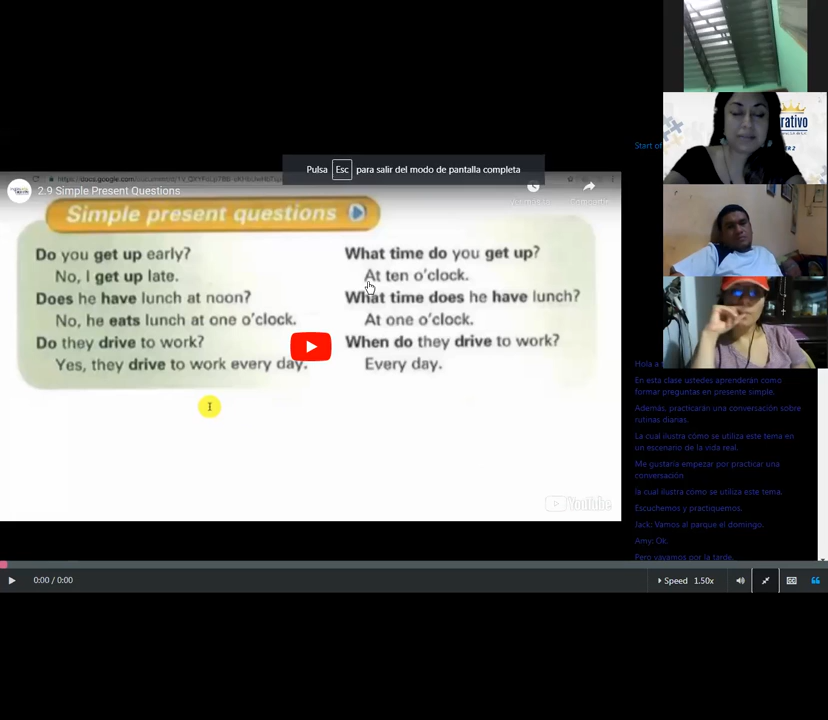 rativo
ER 2
Start of
Pulsa Esc para salir del modo de pantalla completa
2.9 Simple Present Questions
Simple present questions
Do you get up early?
No, I get up late.
Does he have lunch at noon?
No, he eats lunch at one o'clock.
Do they drive to work?
Yes, they drive to work every day.
What time do you get up?
At ten o'clock.
What time does he have lunch?
At one o'clock.
When do they drive to work?
Every day.
YouTube
Hola a
En esta clase ustedes aprenderán como
formar preguntas en presente simple.
Además, practicarán una conversación sobre
rutinas diarias.
La cual ilustra cómo se utiliza este tema en
un escenario de la vida real.
Me gustaría empezar por practicar una
conversación
la cual ilustra cómo se utiliza este tema.
Escuchemos y practiquemos.
Jack: Vamos al parque el domingo.
Amy: Ok.
Pero vayamos por la tarde.
0:00 / 0:00
Speed 1.50x
CC